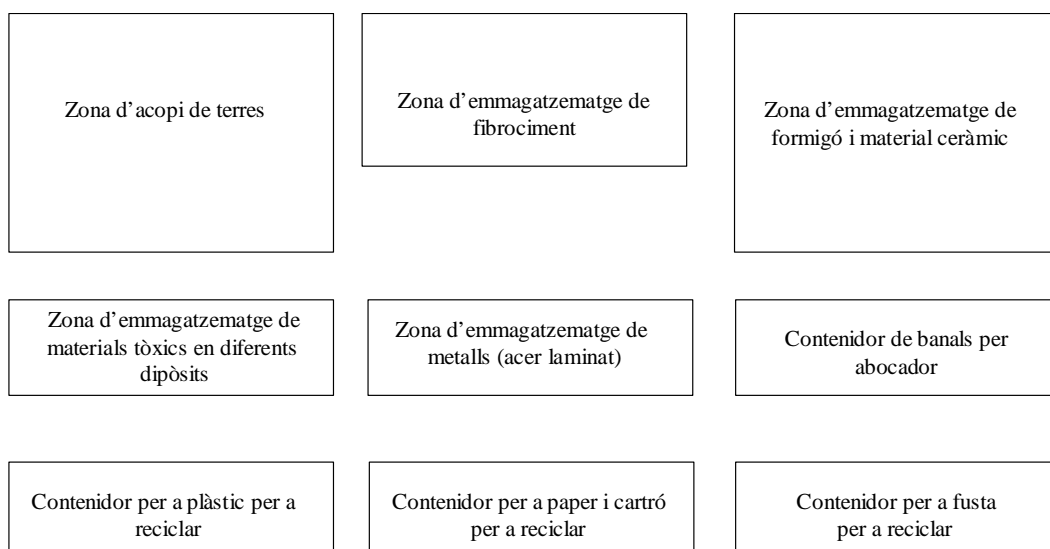 Zona d’acopi de terres
Zona d’emmagatzematge de
fibrociment
Zona d’emmagatzematge de
formigó i material ceràmic
Zona d’emmagatzematge de
materials tòxics en diferents
dipòsits
Zona d’emmagatzematge de
metalls (acer laminat)
Contenidor de banals per
abocador
Contenidor per a plàstic per a
reciclar
Contenidor per a paper i cartró
per a reciclar
Contenidor per a fusta
per a reciclar